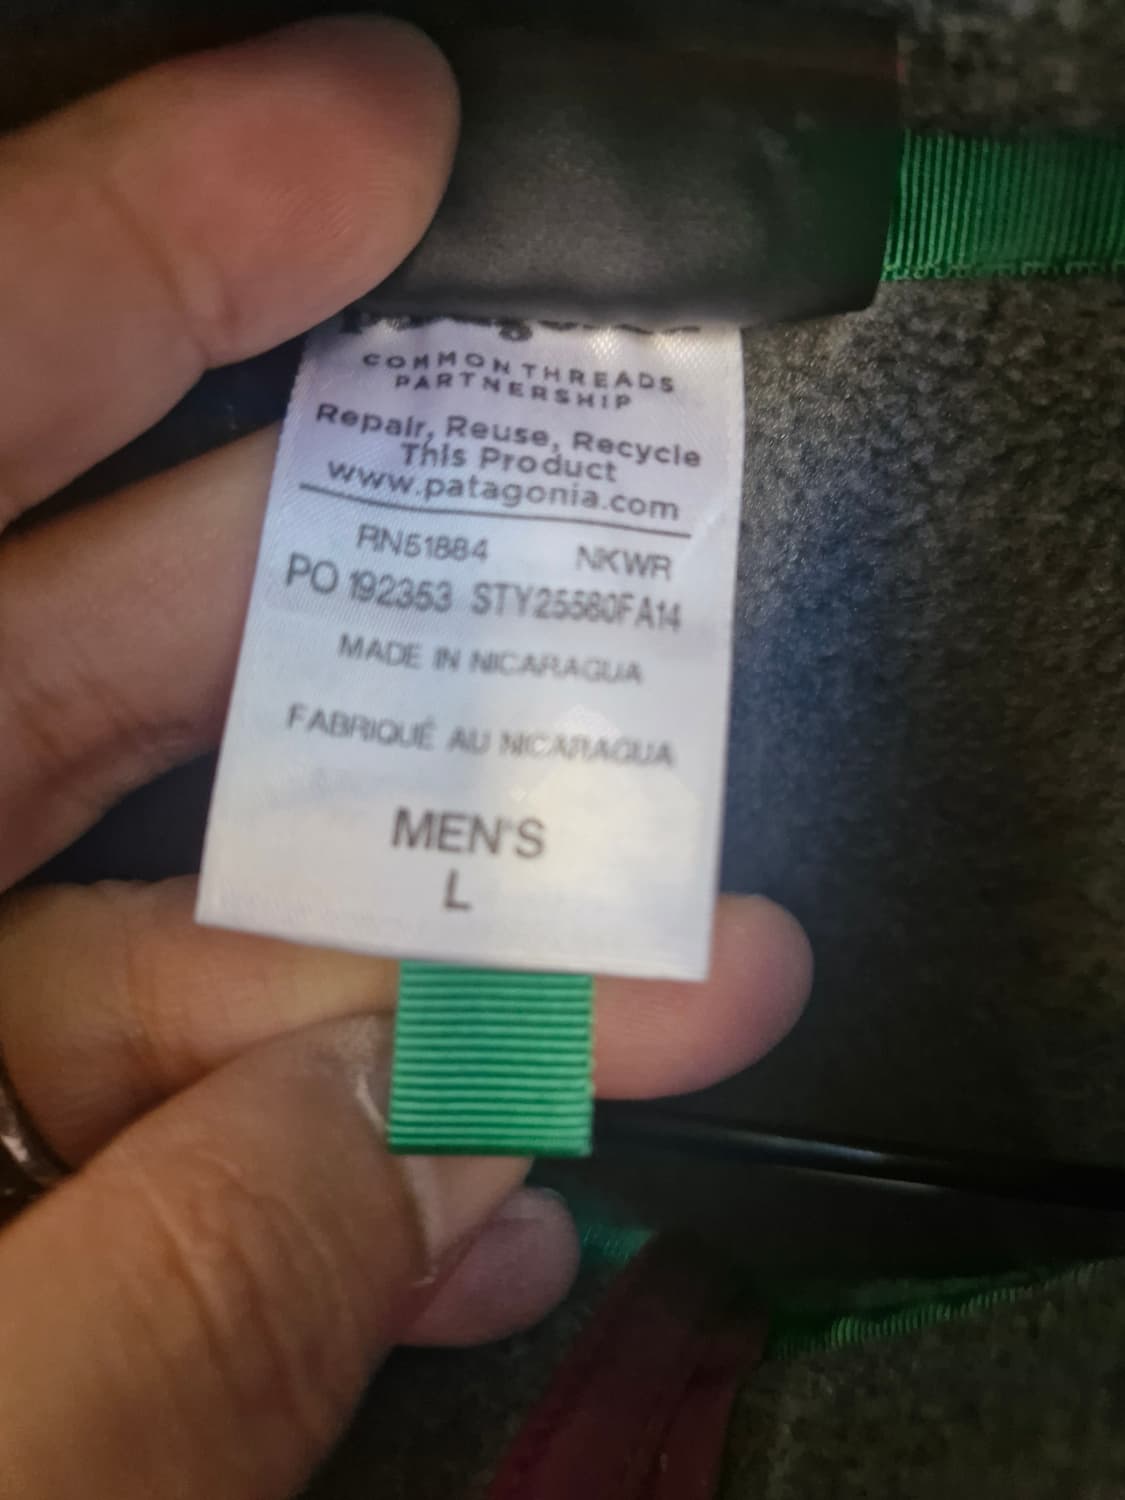 COMMON THREADS
PARTNERSHIP
Repair, Reuse, Recycle
This Product
www.patagonia.com
RN51884 NKWR
PO 192353 STY25580FA14
MADE IN NICARAGUA
FABRIQUÉ AU NICARAGUA
MEN'S
L